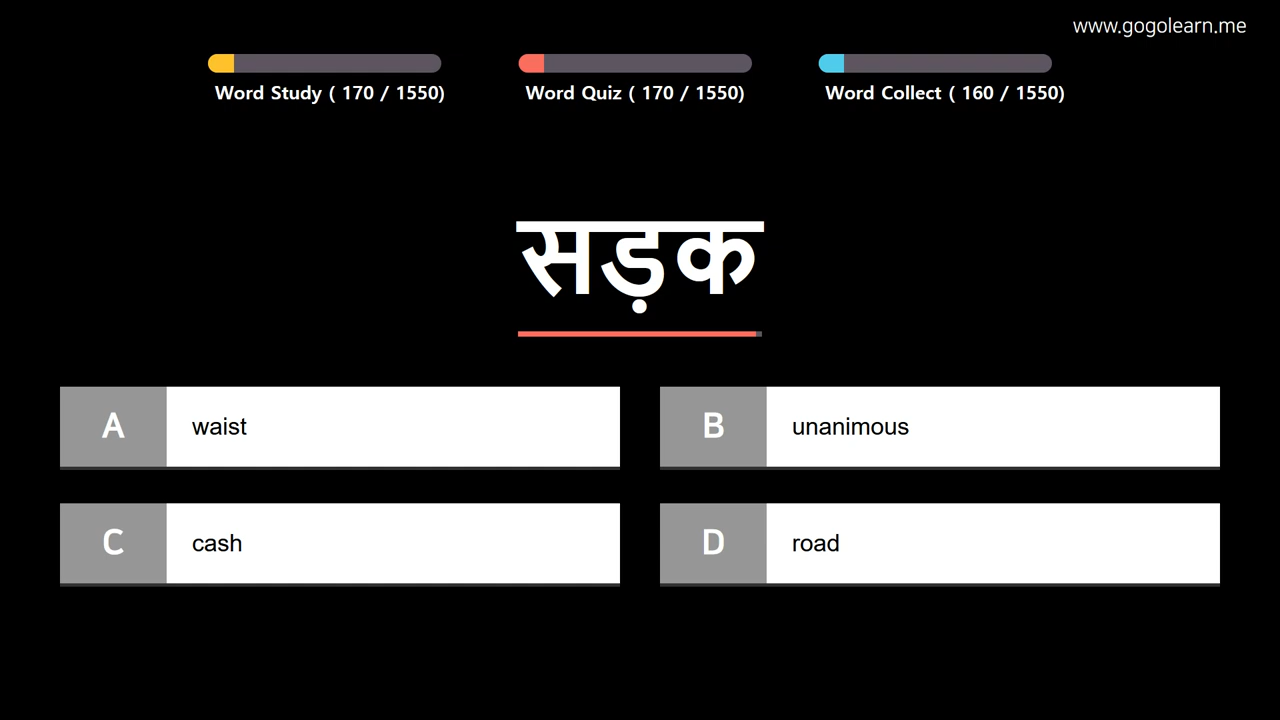 www.gogolearn.me
Word Study ( 170 / 1550)
Word Quiz ( 170 / 1550)
Word Collect ( 160 / 1550)
सड़क
A waist
B unanimous
C cash
D road